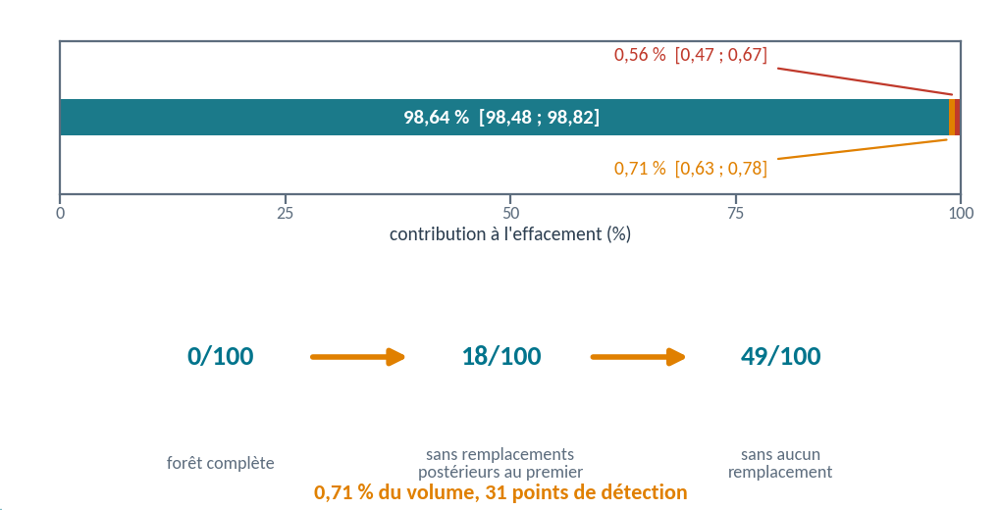 0,56 % [0,47 ; 0,67]
98,64 % [98,48 ; 98,82]
0,71 % [0,63 ; 0,78]
0 25 50 75 100
contribution à l'effacement (%)
0/100 18/100 49/100
forêt complète
sans remplacements
postérieurs au premier
sans aucun
remplacement
0,71 % du volume, 31 points de détection